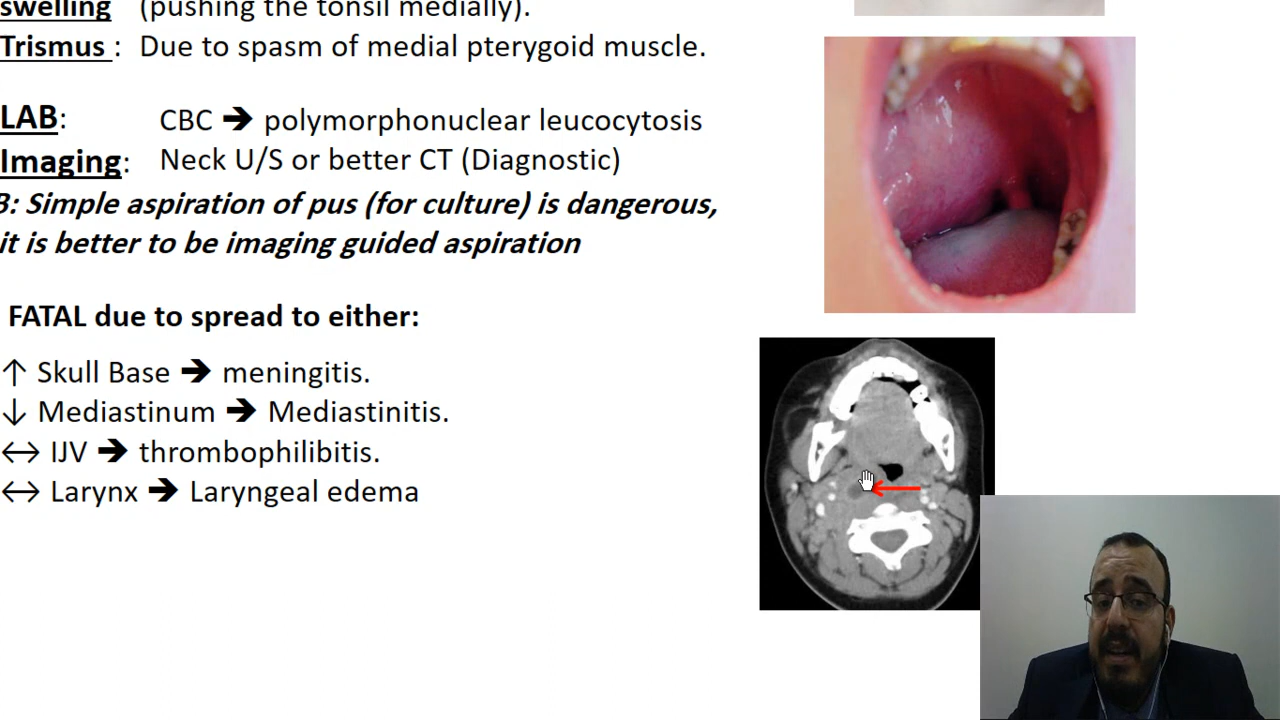 swelling (pushing the tonsil medially).
Trismus : Due to spasm of medial pterygoid muscle.
LAB: CBC 🡺 polymorphonuclear leucocytosis
Imaging: Neck U/S or better CT (Diagnostic)
B: Simple aspiration of pus (for culture) is dangerous,
it is better to be imaging guided aspiration
FATAL due to spread to either:
↑ Skull Base 🡺 meningitis.
↓ Mediastinum 🡺 Mediastinitis.
↔ IJV 🡺 thrombophilibitis.
↔ Larynx 🡺 Laryngeal edema